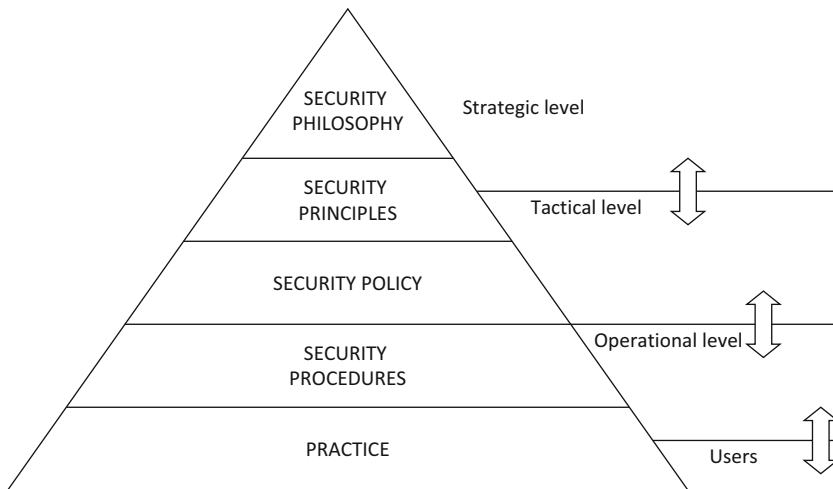 SECURITY
PHILOSOPHY
Strategic level
SECURITY
PRINCIPLES
Tactical level
SECURITY POLICY
Operational level
SECURITY
PROCEDURES
PRACTICE
Users